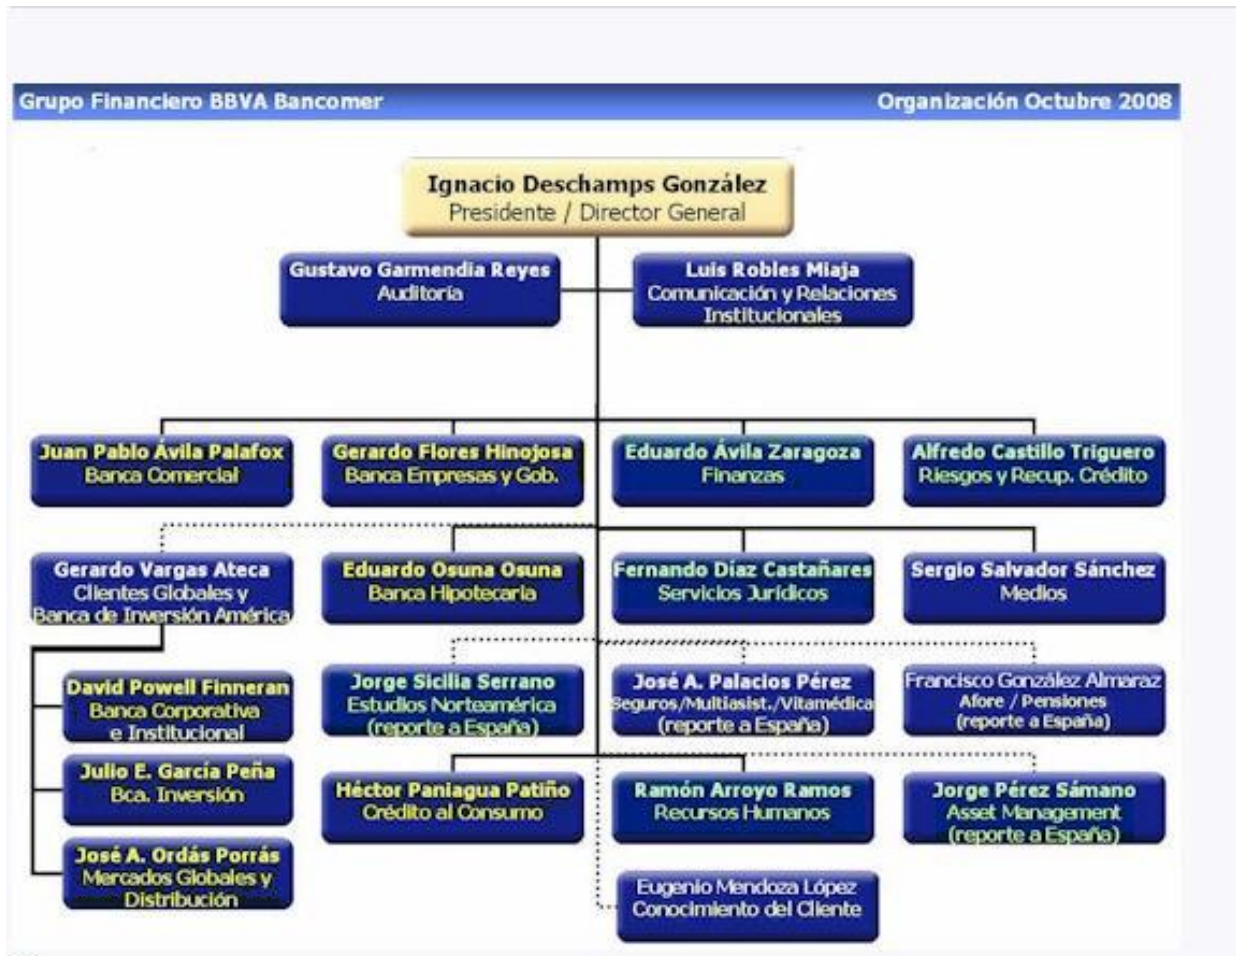 Grupo Financiero BBVA Bancomer
Organización Octubre 2008
Ignacio Deschamps González
Presidente / Director General
Gustavo Garmendia Reyes
Auditoría
Luis Robles Miaja
Comunicación y Relaciones
Institucionales
Juan Pablo Ávila Palafox
Banca Comercial
Gerardo Flores Hinojosa
Banca Empresas y Gob.
Eduardo Ávila Zaragoza
Finanzas
Alfredo Castillo Triguero
Riesgos y Recup. Crédito
Gerardo Vargas Ateca
Clientes Globales y
Banca de Inversión América
Eduardo Osuna Osuna
Banca Hipotecaria
Fernando Díaz Castañares
Servicios Jurídicos
Sergio Salvador Sánchez
Medios
David Powell Finneran
Banca Corporativa
e Institucional
Jorge Sicilia Serrano
Estudios Norteamérica
(reporte a España)
José A. Palacios Pérez
Seguros/Multiasist./Vitamédica
(reporte a España)
Francisco González Almaraz
Afore / Pensiones
(reporte a España)
Julio E. García Peña
Bca. Inversión
Héctor Paniagua Patiño
Crédito al Consumo
Ramón Arroyo Ramos
Recursos Humanos
Jorge Pérez Sámano
Asset Management
(reporte a España)
José A. Ordás Porrás
Mercados Globales y
Distribución
Eugenio Mendoza López
Conocimiento del Cliente